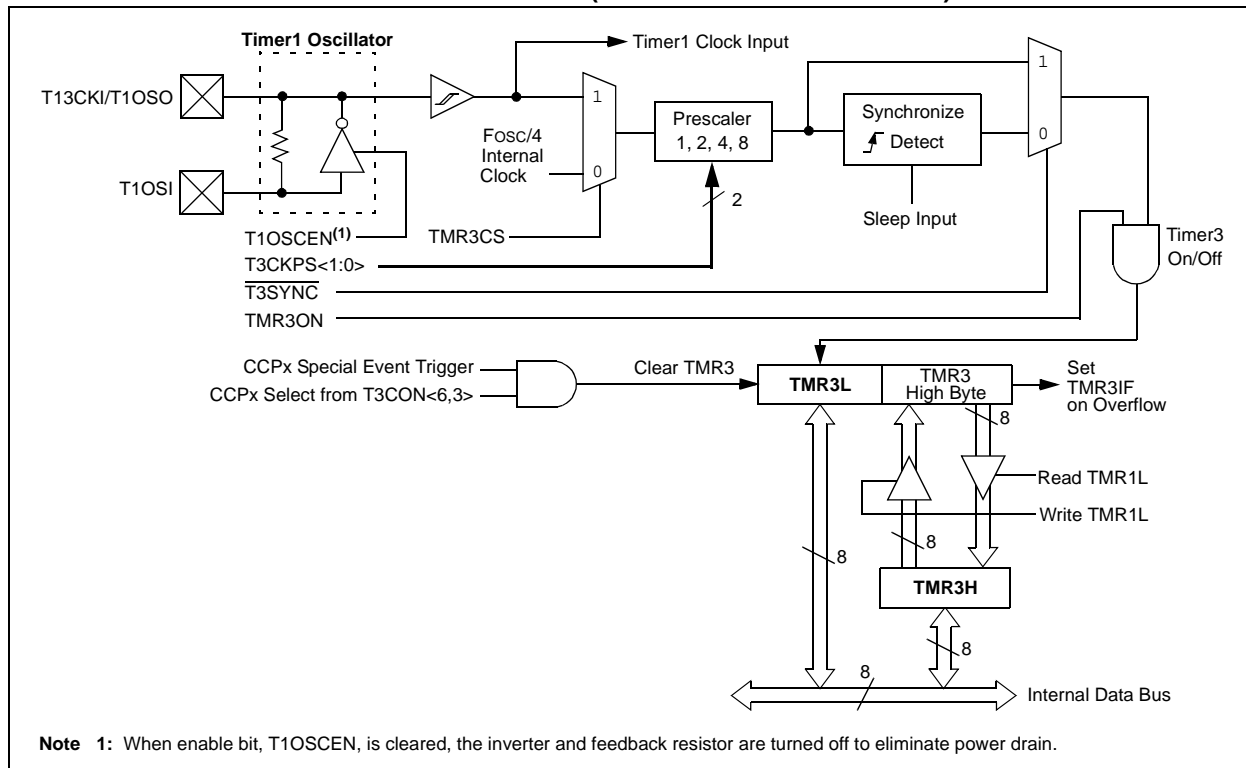 Timer1 Oscillator
Timer1 Clock Input
T13CKI/T1OSO
1
1
FOSC/4
Internal
Clock
0
Prescaler
1, 2, 4, 8
Synchronize
Detect
0
T1OSI
2
Sleep Input
T1OSCEN(1)
TMR3CS
Timer3
On/Off
T3CKPS<1:0>
T3SYNC
TMR3ON
CCPx Special Event Trigger
CCPx Select from T3CON<6,3>
Clear TMR3
TMR3L
TMR3
High Byte
Set
TMR3IF
on Overflow
8
Read TMR1L
Write TMR1L
8
8
TMR3H
8
8
Internal Data Bus
Note 1: When enable bit, T1OSCEN, is cleared, the inverter and feedback resistor are turned off to eliminate power drain.